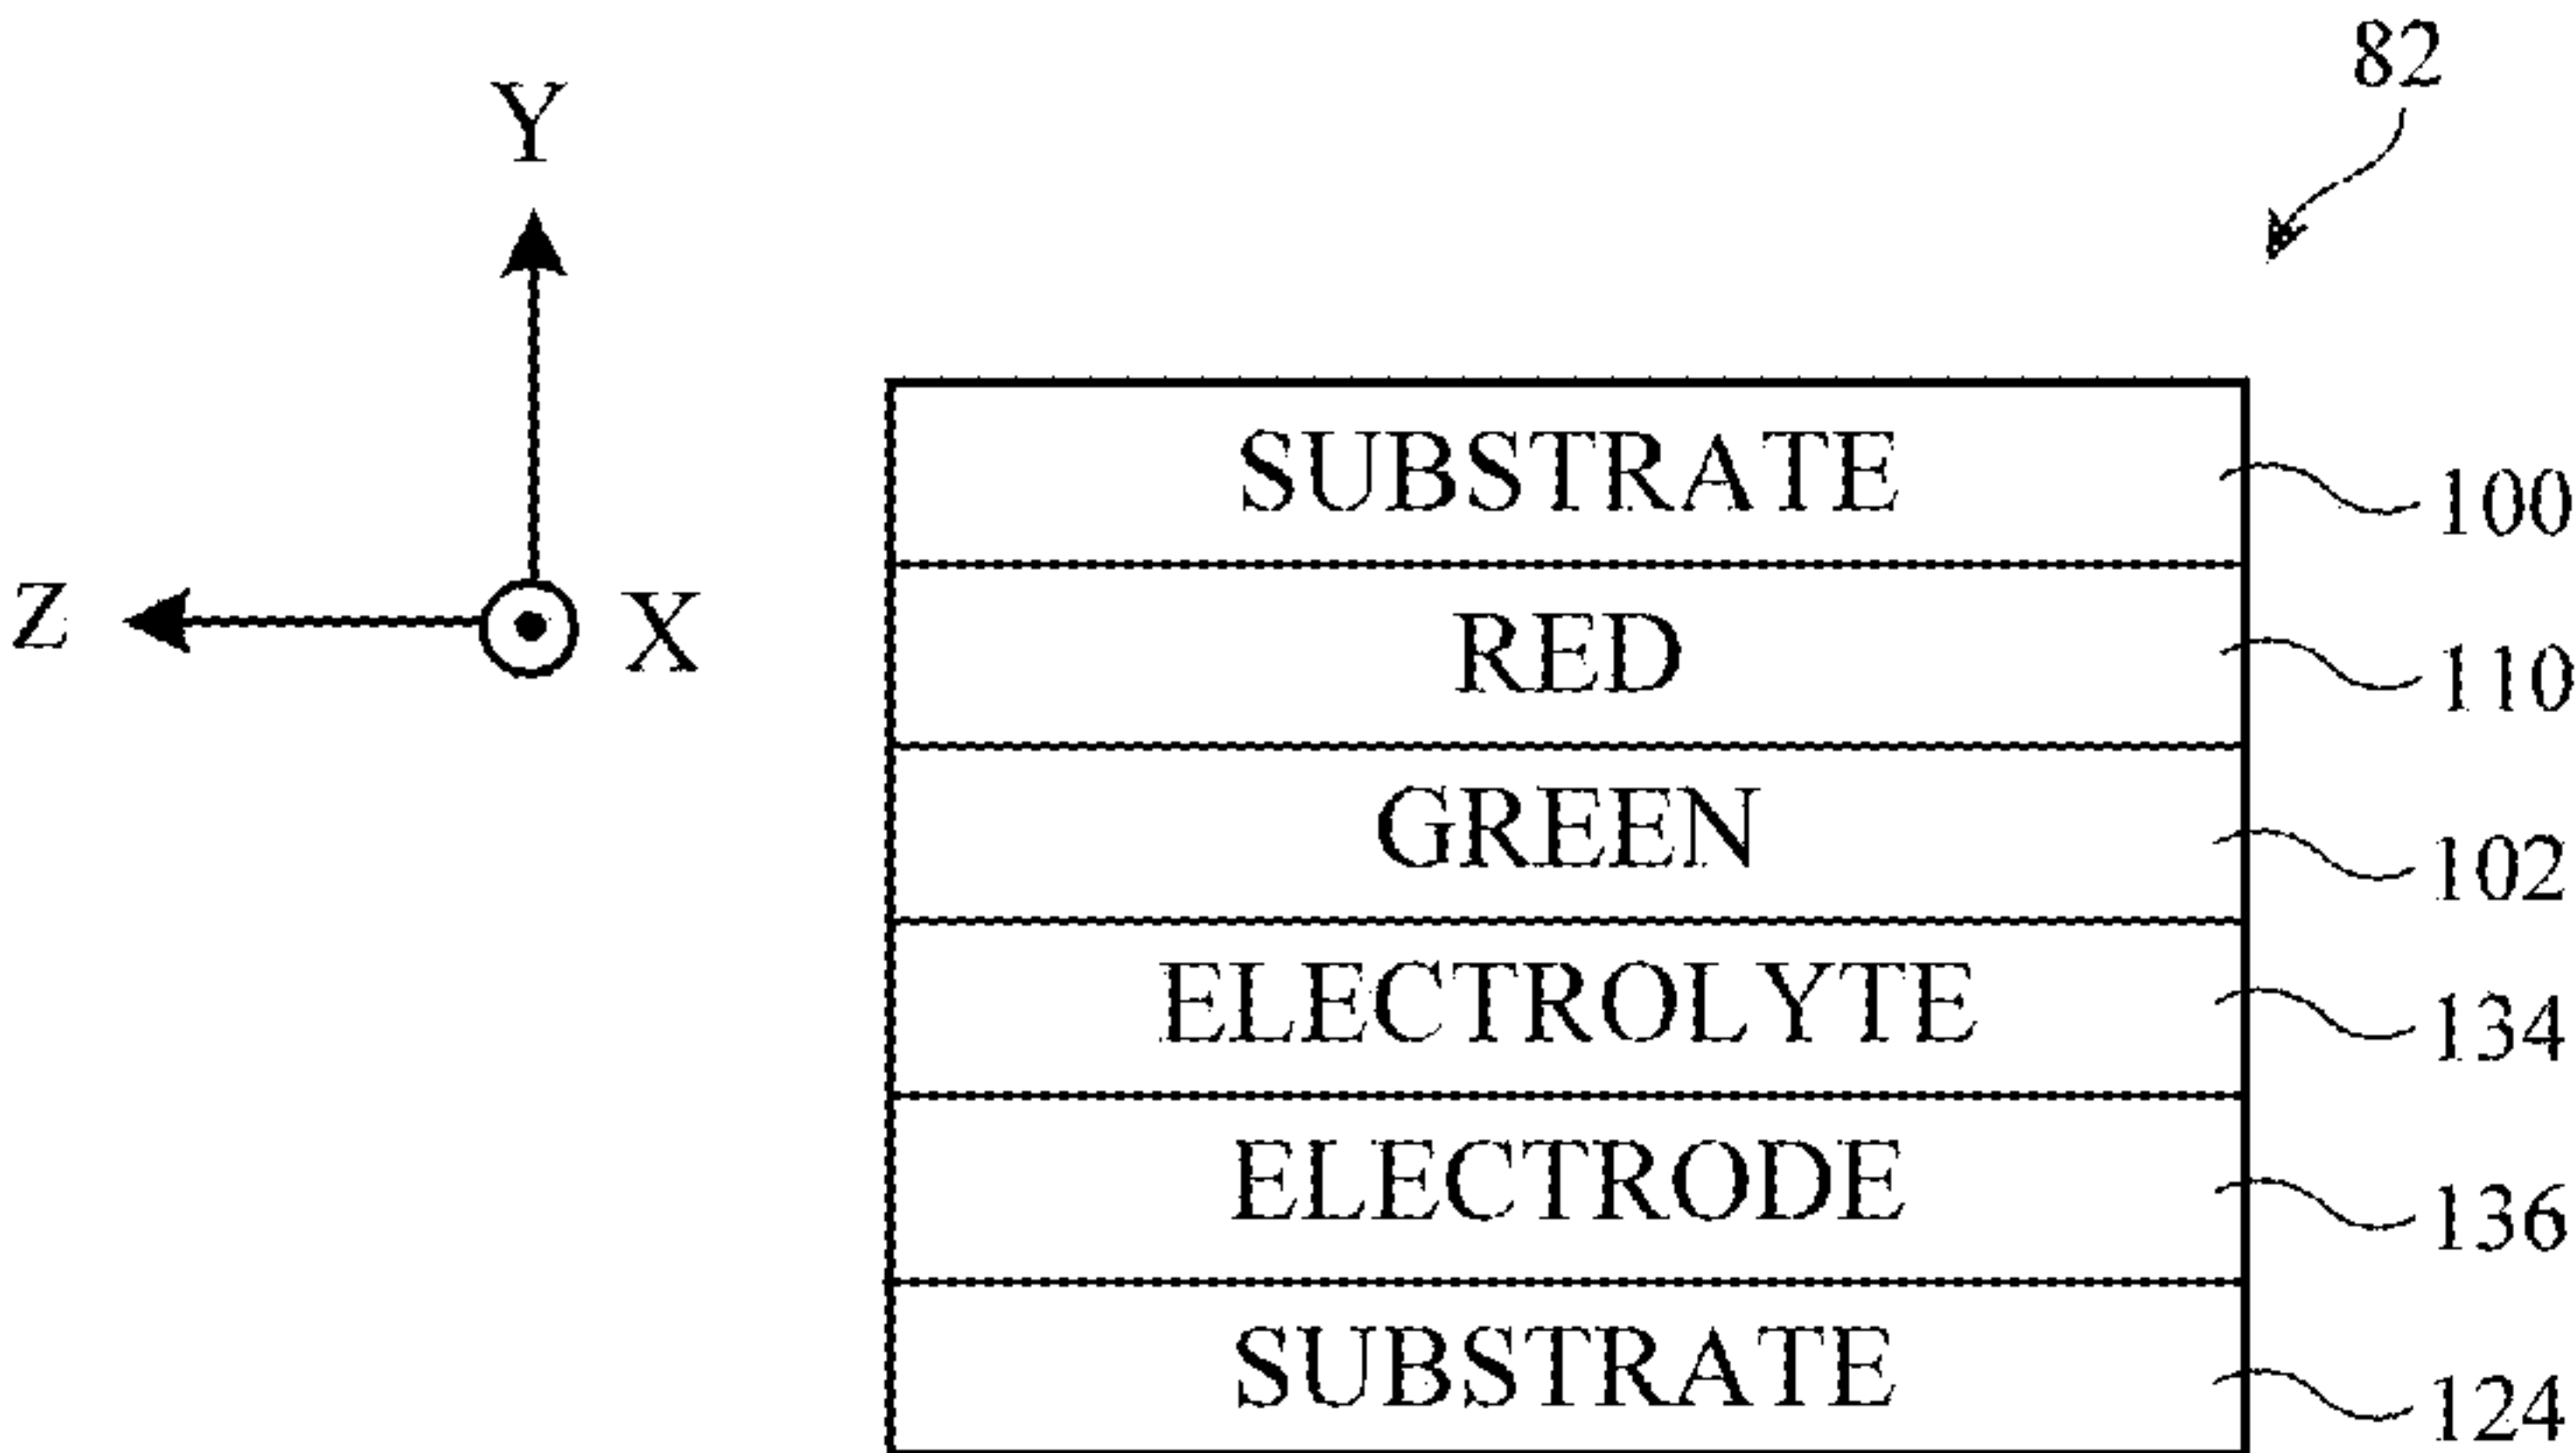 82
Y
Z X
SUBSTRATE 100
RED 110
GREEN 102
ELECTROLYTE 134
ELECTRODE 136
SUBSTRATE 124